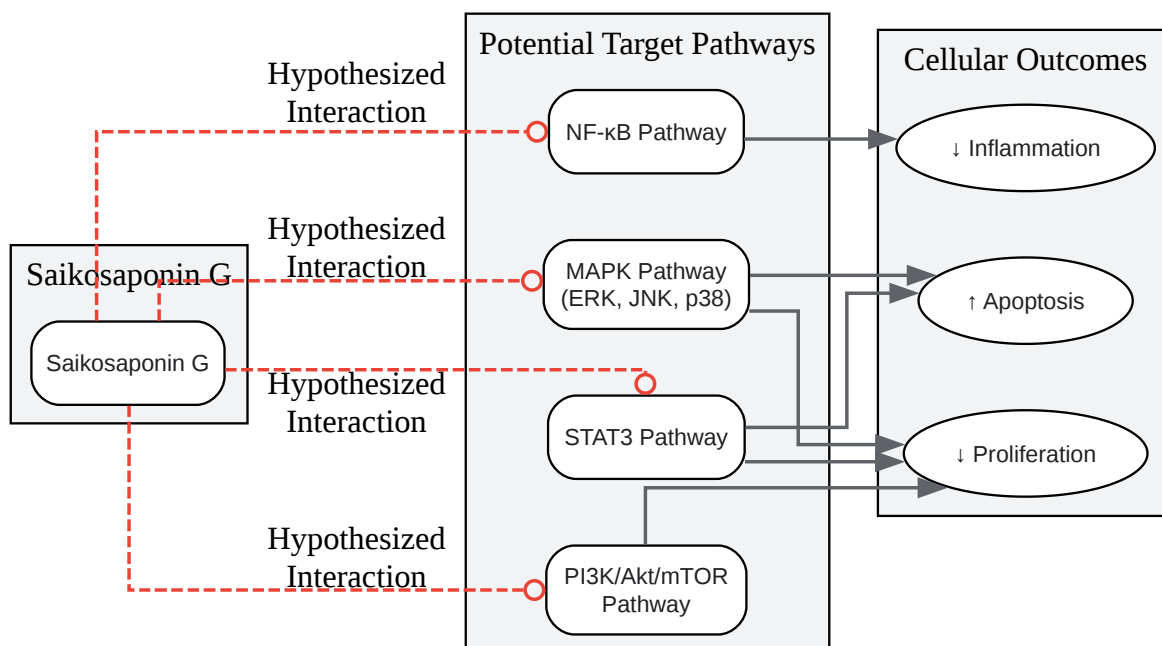 Potential Target Pathways
Cellular Outcomes
Hypothesized
Interaction
NF-κB Pathway
↓ Inflammation
Hypothesized
Interaction
Saikosaponin G
MAPK Pathway
(ERK, JNK, p38)
↑ Apoptosis
Saikosaponin G
Hypothesized
Interaction
STAT3 Pathway
↓ Proliferation
Hypothesized
Interaction
PI3K/Akt/mTOR
Pathway